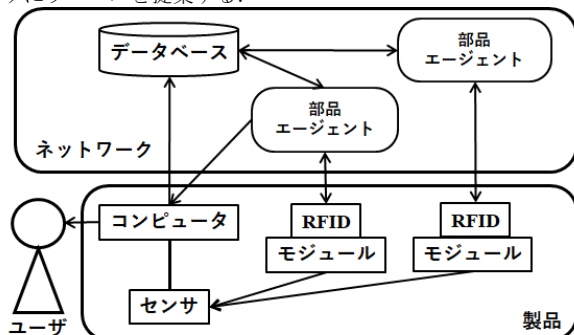 データベース
部品
エージェント
部品
エージェント
ネットワーク
コンピュータ
RFID
モジュール
RFID
モジュール
センサ
ユーザ
製品